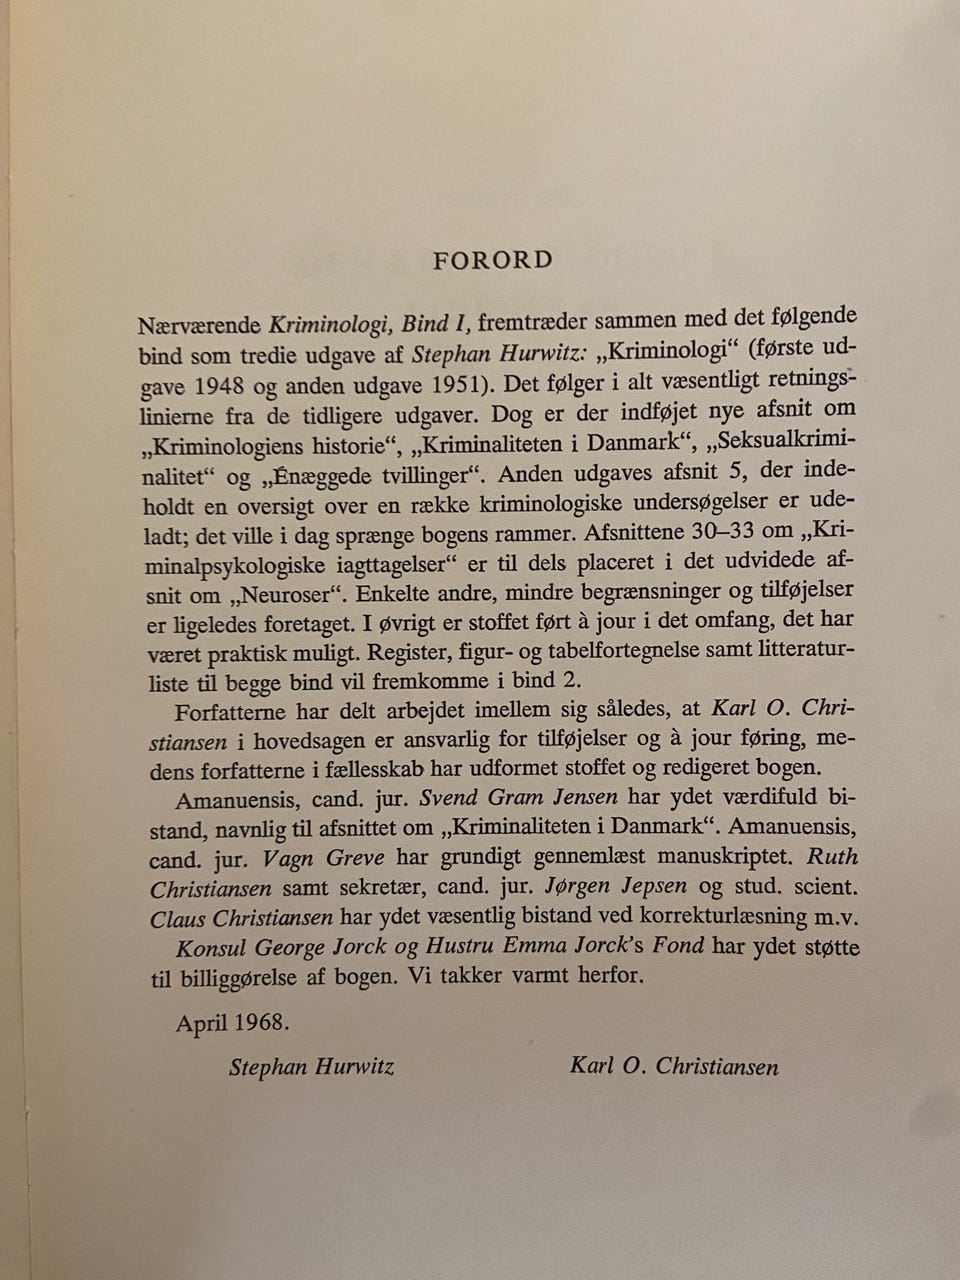 FORORD
Nærværende Kriminologi, Bind I, fremtræder sammen med det følgende
bind som tredie udgave af Stephan Hurwitz: „Kriminologi“ (første ud-
gave 1948 og anden udgave 1951). Det følger i alt væsentligt retnings-
linierne fra de tidligere udgaver. Dog er der indføjet nye afsnit om
„Kriminologiens historie“, „Kriminaliteten i Danmark“, „Seksualkrimi-
nalitet“ og „Énæggede tvillinger“. Anden udgaves afsnit 5, der inde-
holdt en oversigt over en række kriminologiske undersøgelser er ude-
ladt; det ville i dag sprænge bogens rammer. Afsnittene 30–33 om „Kri-
minalpsykologiske iagttagelser“ er til dels placeret i det udvidede af-
snit om „Neuroser“. Enkelte andre, mindre begrænsninger og tilføjelser
er ligeledes foretaget. I øvrigt er stoffet ført à jour i det omfang, det har
været praktisk muligt. Register, figur- og tabelfortegnelse samt litteratur-
liste til begge bind vil fremkomme i bind 2.
Forfatterne har delt arbejdet imellem sig således, at Karl O. Chri-
stiansen i hovedsagen er ansvarlig for tilføjelser og à jour føring, me-
dens forfatterne i fællesskab har udformet stoffet og redigeret bogen.
Amanuensis, cand. jur. Svend Gram Jensen har ydet værdifuld bi-
stand, navnlig til afsnittet om „Kriminaliteten i Danmark“. Amanuensis,
cand. jur. Vagn Greve har grundigt gennemlæst manuskriptet. Ruth
Christiansen samt sekretær, cand. jur. Jørgen Jepsen og stud. scient.
Claus Christiansen har ydet væsentlig bistand ved korrekturlæsning m.v.
Konsul George Jorck og Hustru Emma Jorck's Fond har ydet støtte
til billiggørelse af bogen. Vi takker varmt herfor.
April 1968.
Stephan Hurwitz Karl O. Christiansen